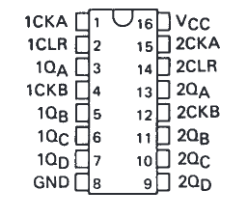 1CKA 1 16 VCC
1CLR 2 15 2CKA
1QA 3 14 2CLR
1CKB 4 13 2QA
1QB 5 12 2CKB
1QC 6 11 2QB
1QD 7 10 2QC
GND 8 9 2QD